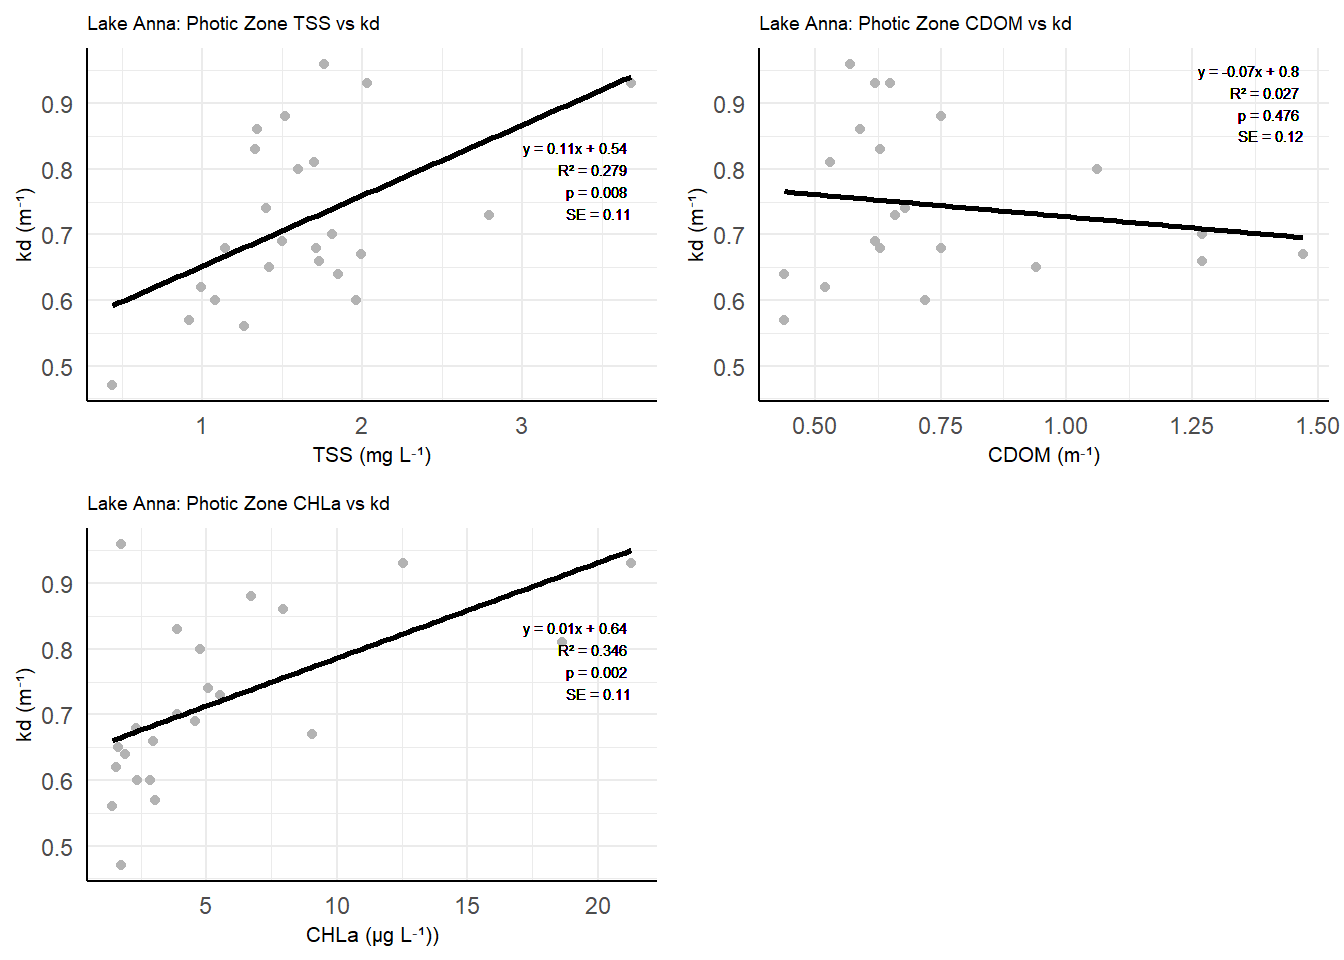 Lake Anna: Photic Zone TSS vs kd
kd (m⁻¹)
0.9
0.8
0.7
0.6
0.5
y = 0.11x + 0.54
R² = 0.279
p = 0.008
SE = 0.11
1 2 3
TSS (mg L⁻¹)
Lake Anna: Photic Zone CDOM vs kd
kd (m⁻¹)
0.9
0.8
0.7
0.6
0.5
y = -0.07x + 0.8
R² = 0.027
p = 0.476
SE = 0.12
0.50 0.75 1.00 1.25 1.50
CDOM (m⁻¹)
Lake Anna: Photic Zone CHLa vs kd
kd (m⁻¹)
0.9
0.8
0.7
0.6
0.5
y = 0.01x + 0.64
R² = 0.346
p = 0.002
SE = 0.11
5 10 15 20
CHLa (µg L⁻¹))